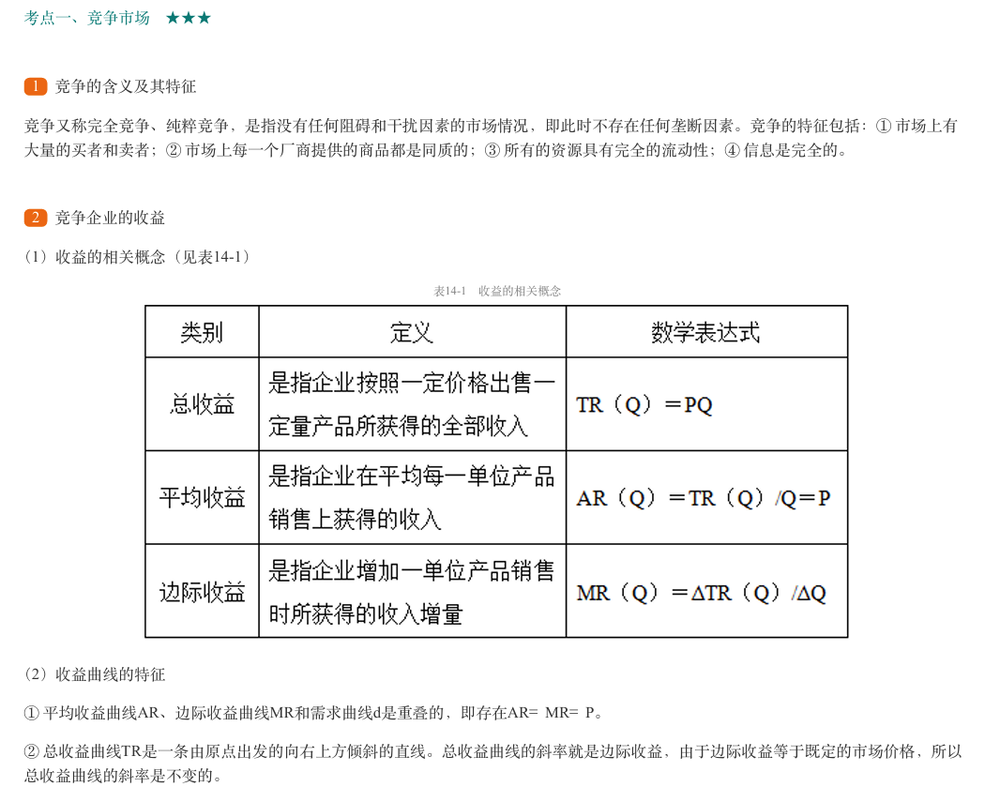 考点一、竞争市场 ★★★
1 竞争的含义及其特征
竞争又称完全竞争、纯粹竞争，是指没有任何阻碍和干扰因素的市场情况，即此时不存在任何垄断因素。竞争的特征包括：① 市场上有
大量的买者和卖者；② 市场上每一个厂商提供的商品都是同质的；③ 所有的资源具有完全的流动性；④ 信息是完全的。
2 竞争企业的收益
（1）收益的相关概念（见表14-1）
表14-1 收益的相关概念
类别 定义 数学表达式
总收益 是指企业按照一定价格出售一
定量产品所获得的全部收入 TR（Q）＝PQ
平均收益 是指企业在平均每一单位产品
销售上获得的收入 AR（Q）＝TR（Q）/Q＝P
边际收益 是指企业增加一单位产品销售
时所获得的收入增量 MR（Q）＝ΔTR（Q）/ΔQ
（2）收益曲线的特征
① 平均收益曲线AR、边际收益曲线MR和需求曲线d是重叠的，即存在AR= MR= P。
② 总收益曲线TR是一条由原点出发的向右上方倾斜的直线。总收益曲线的斜率就是边际收益，由于边际收益等于既定的市场价格，所以
总收益曲线的斜率是不变的。